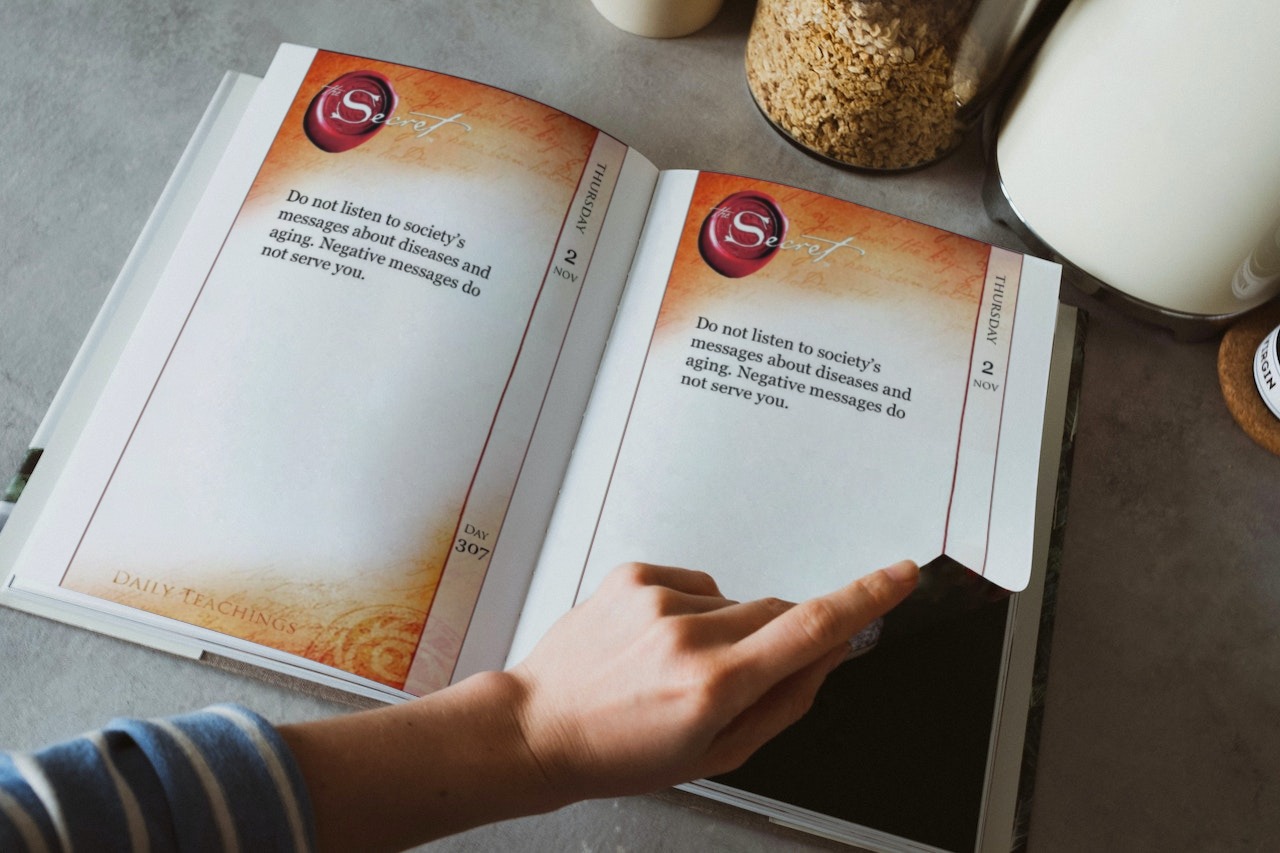 the Secret
Do not listen to society's
messages about diseases and
aging. Negative messages do
not serve you.
THURSDAY
2
NOV
DAY
307
DAILY TEACHINGS
the Secret
Do not listen to society's
messages about diseases and
aging. Negative messages do
not serve you.
THURSDAY
2
NOV